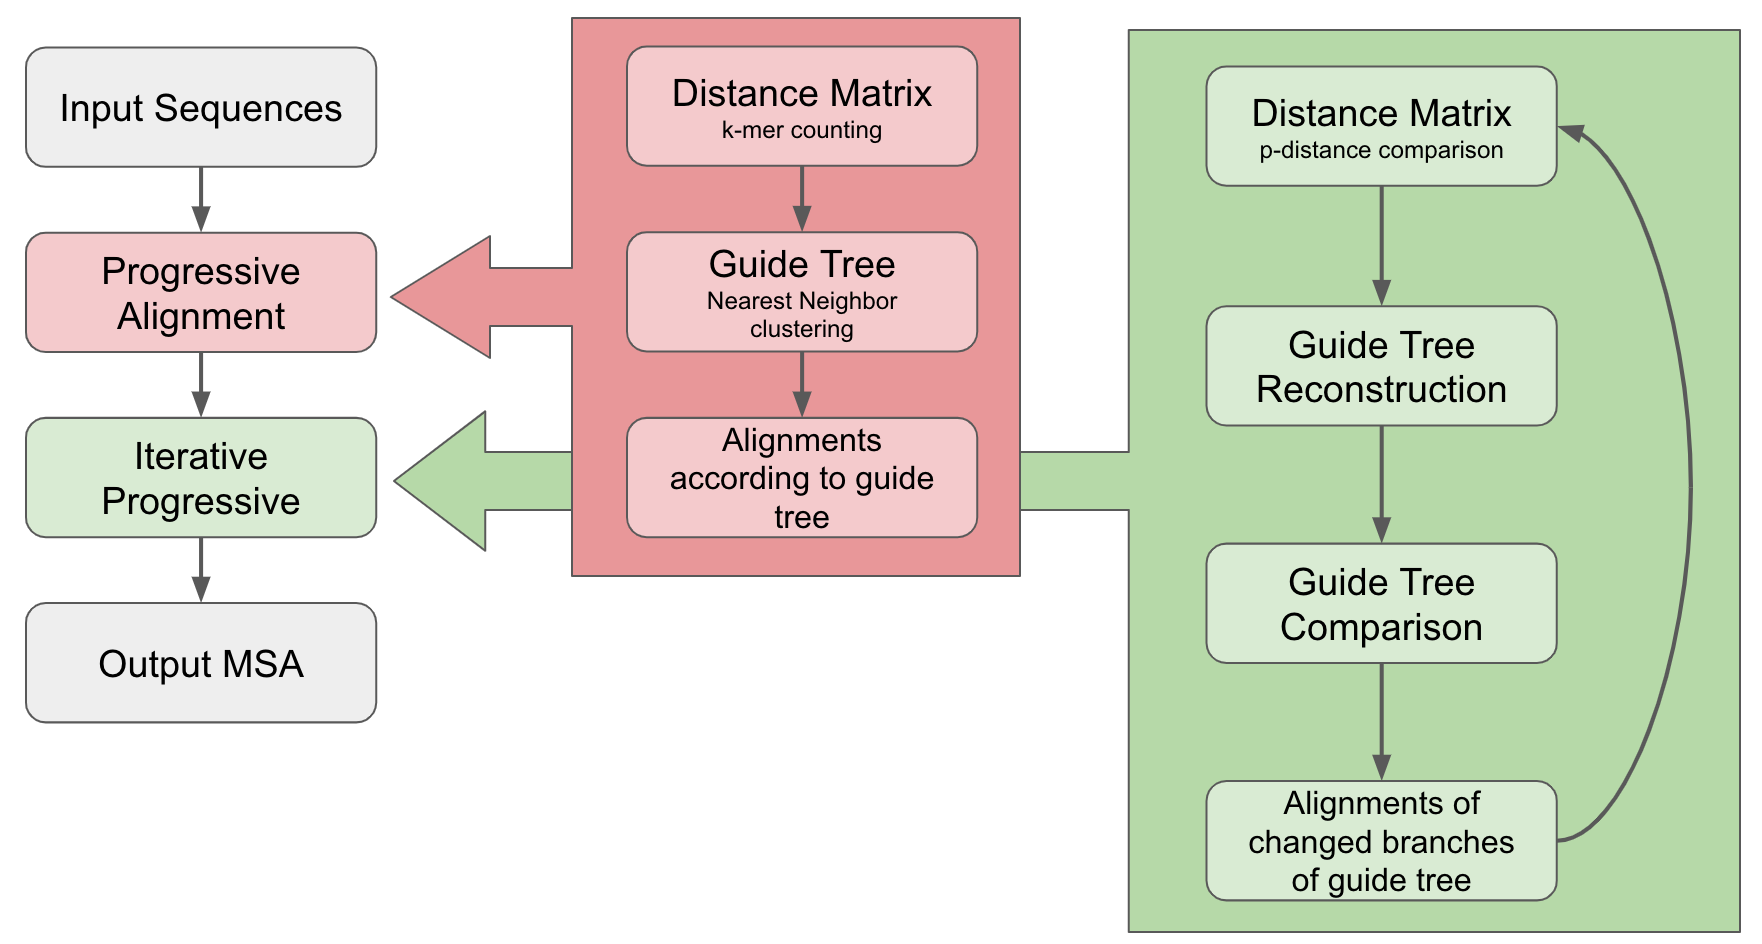 Input Sequences
Progressive
Alignment
Iterative
Progressive
Output MSA
Distance Matrix
k-mer counting
Guide Tree
Nearest Neighbor
clustering
Alignments
according to guide
tree
Distance Matrix
p-distance comparison
Guide Tree
Reconstruction
Guide Tree
Comparison
Alignments of
changed branches
of guide tree